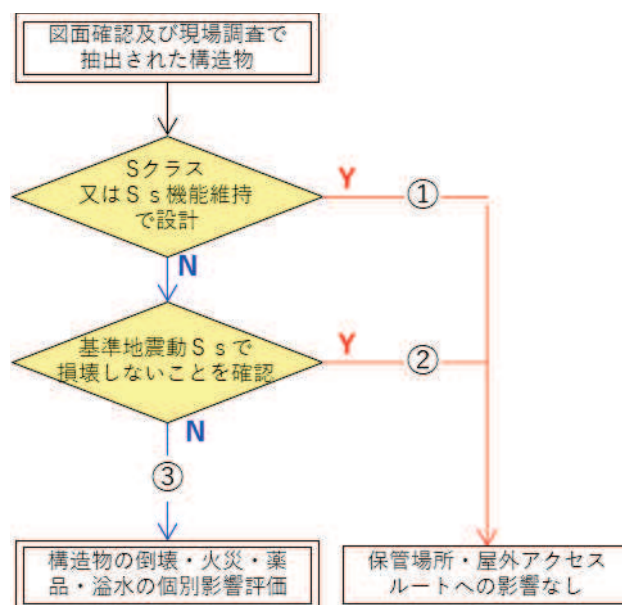 図面確認及び現場調査で
抽出された構造物
Sクラス
又はＳｓ機能維持
で設計
Y
①
N
基準地震動Ｓｓで
損壊しないことを確認
Y
②
N
③
構造物の倒壊・火災・薬
品・溢水の個別影響評価
保管場所・屋外アクセス
ルートへの影響なし